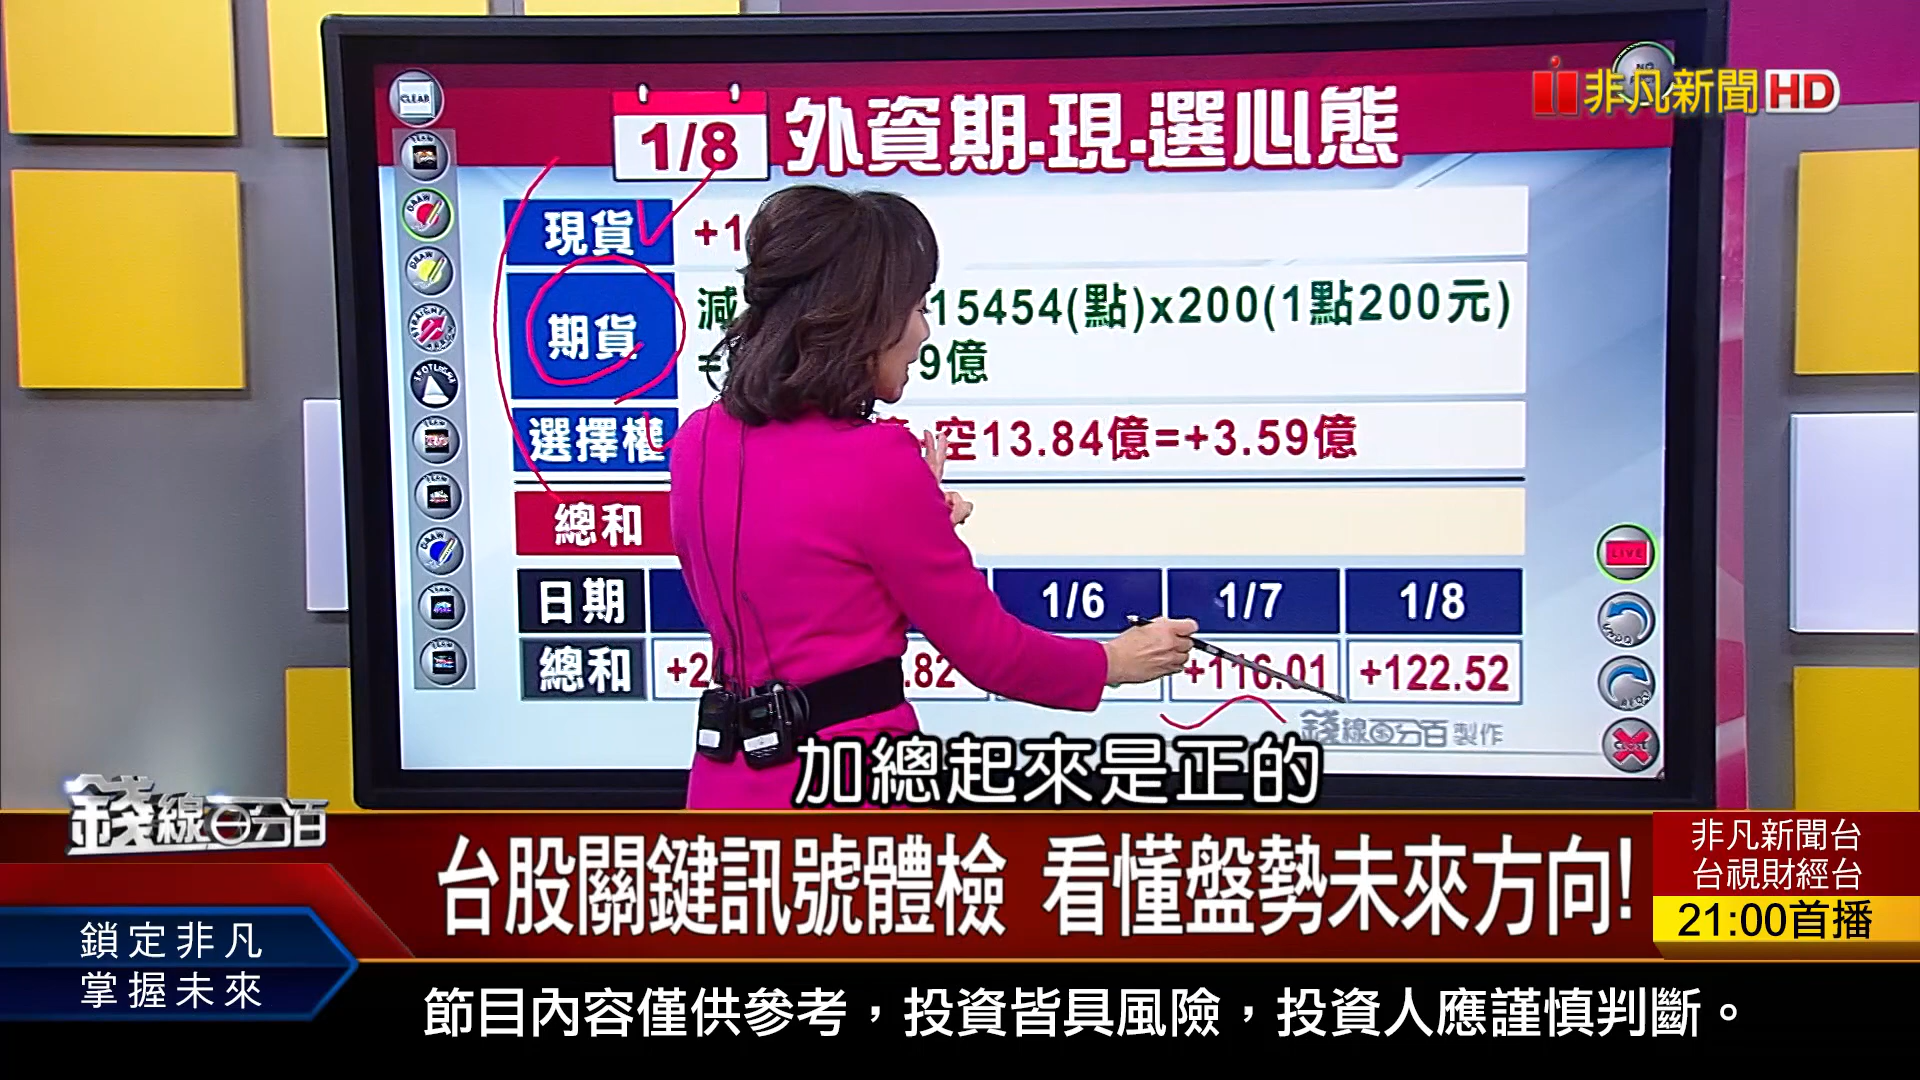 非凡新聞HD
1/8 外資期.現.選心態
CLEAR
現貨 +1
期貨 減 15454(點)x200(1點200元)
= 9億
選擇權 空13.84億=+3.59億
總和
日期 1/6 1/7 1/8
總和 +2 .82 +116.01 +122.52
LIVE
錢線百分百 製作
加總起來是正的
錢線百分百
台股關鍵訊號體檢 看懂盤勢未來方向!
非凡新聞台
台視財經台
21:00首播
鎖定非凡
掌握未來
節目內容僅供參考，投資皆具風險，投資人應謹慎判斷。